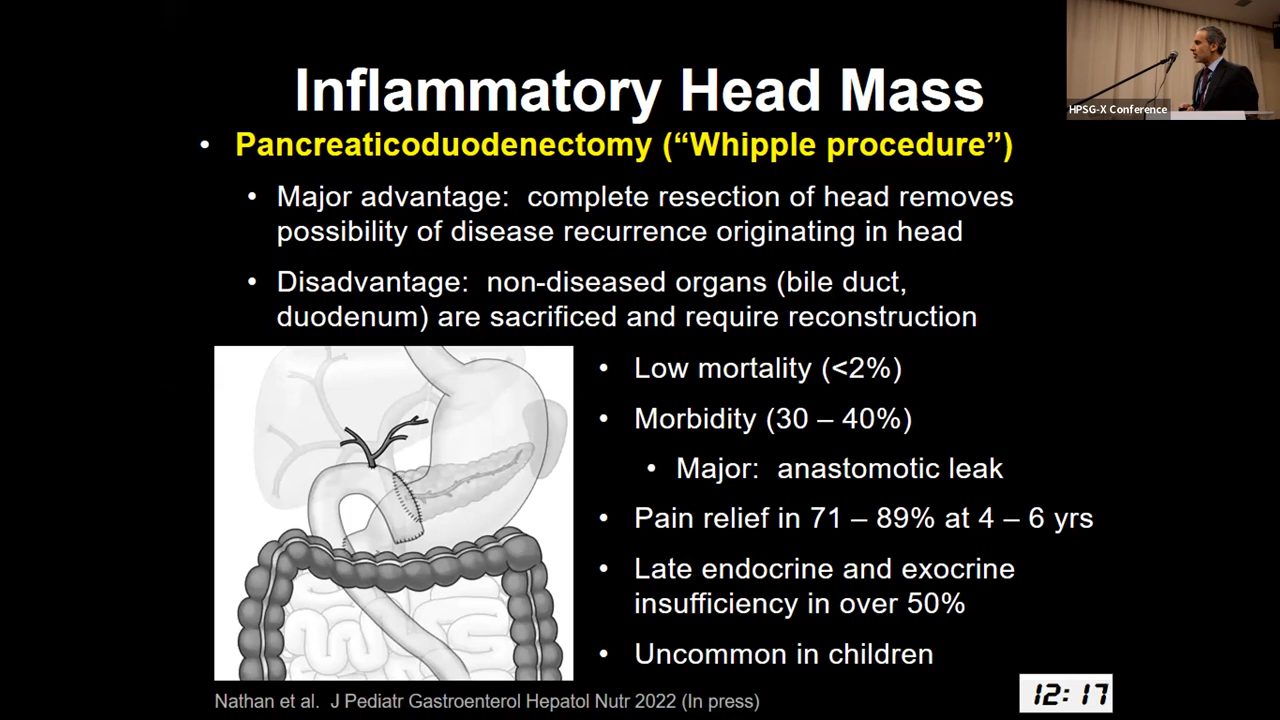 HPSG-X Conference
Inflammatory Head Mass
• Pancreaticoduodenectomy (“Whipple procedure”)
• Major advantage: complete resection of head removes
possibility of disease recurrence originating in head
• Disadvantage: non-diseased organs (bile duct,
duodenum) are sacrificed and require reconstruction
• Low mortality (<2%)
• Morbidity (30 – 40%)
• Major: anastomotic leak
• Pain relief in 71 – 89% at 4 – 6 yrs
• Late endocrine and exocrine
insufficiency in over 50%
• Uncommon in children
Nathan et al. J Pediatr Gastroenterol Hepatol Nutr 2022 (In press)
12:17